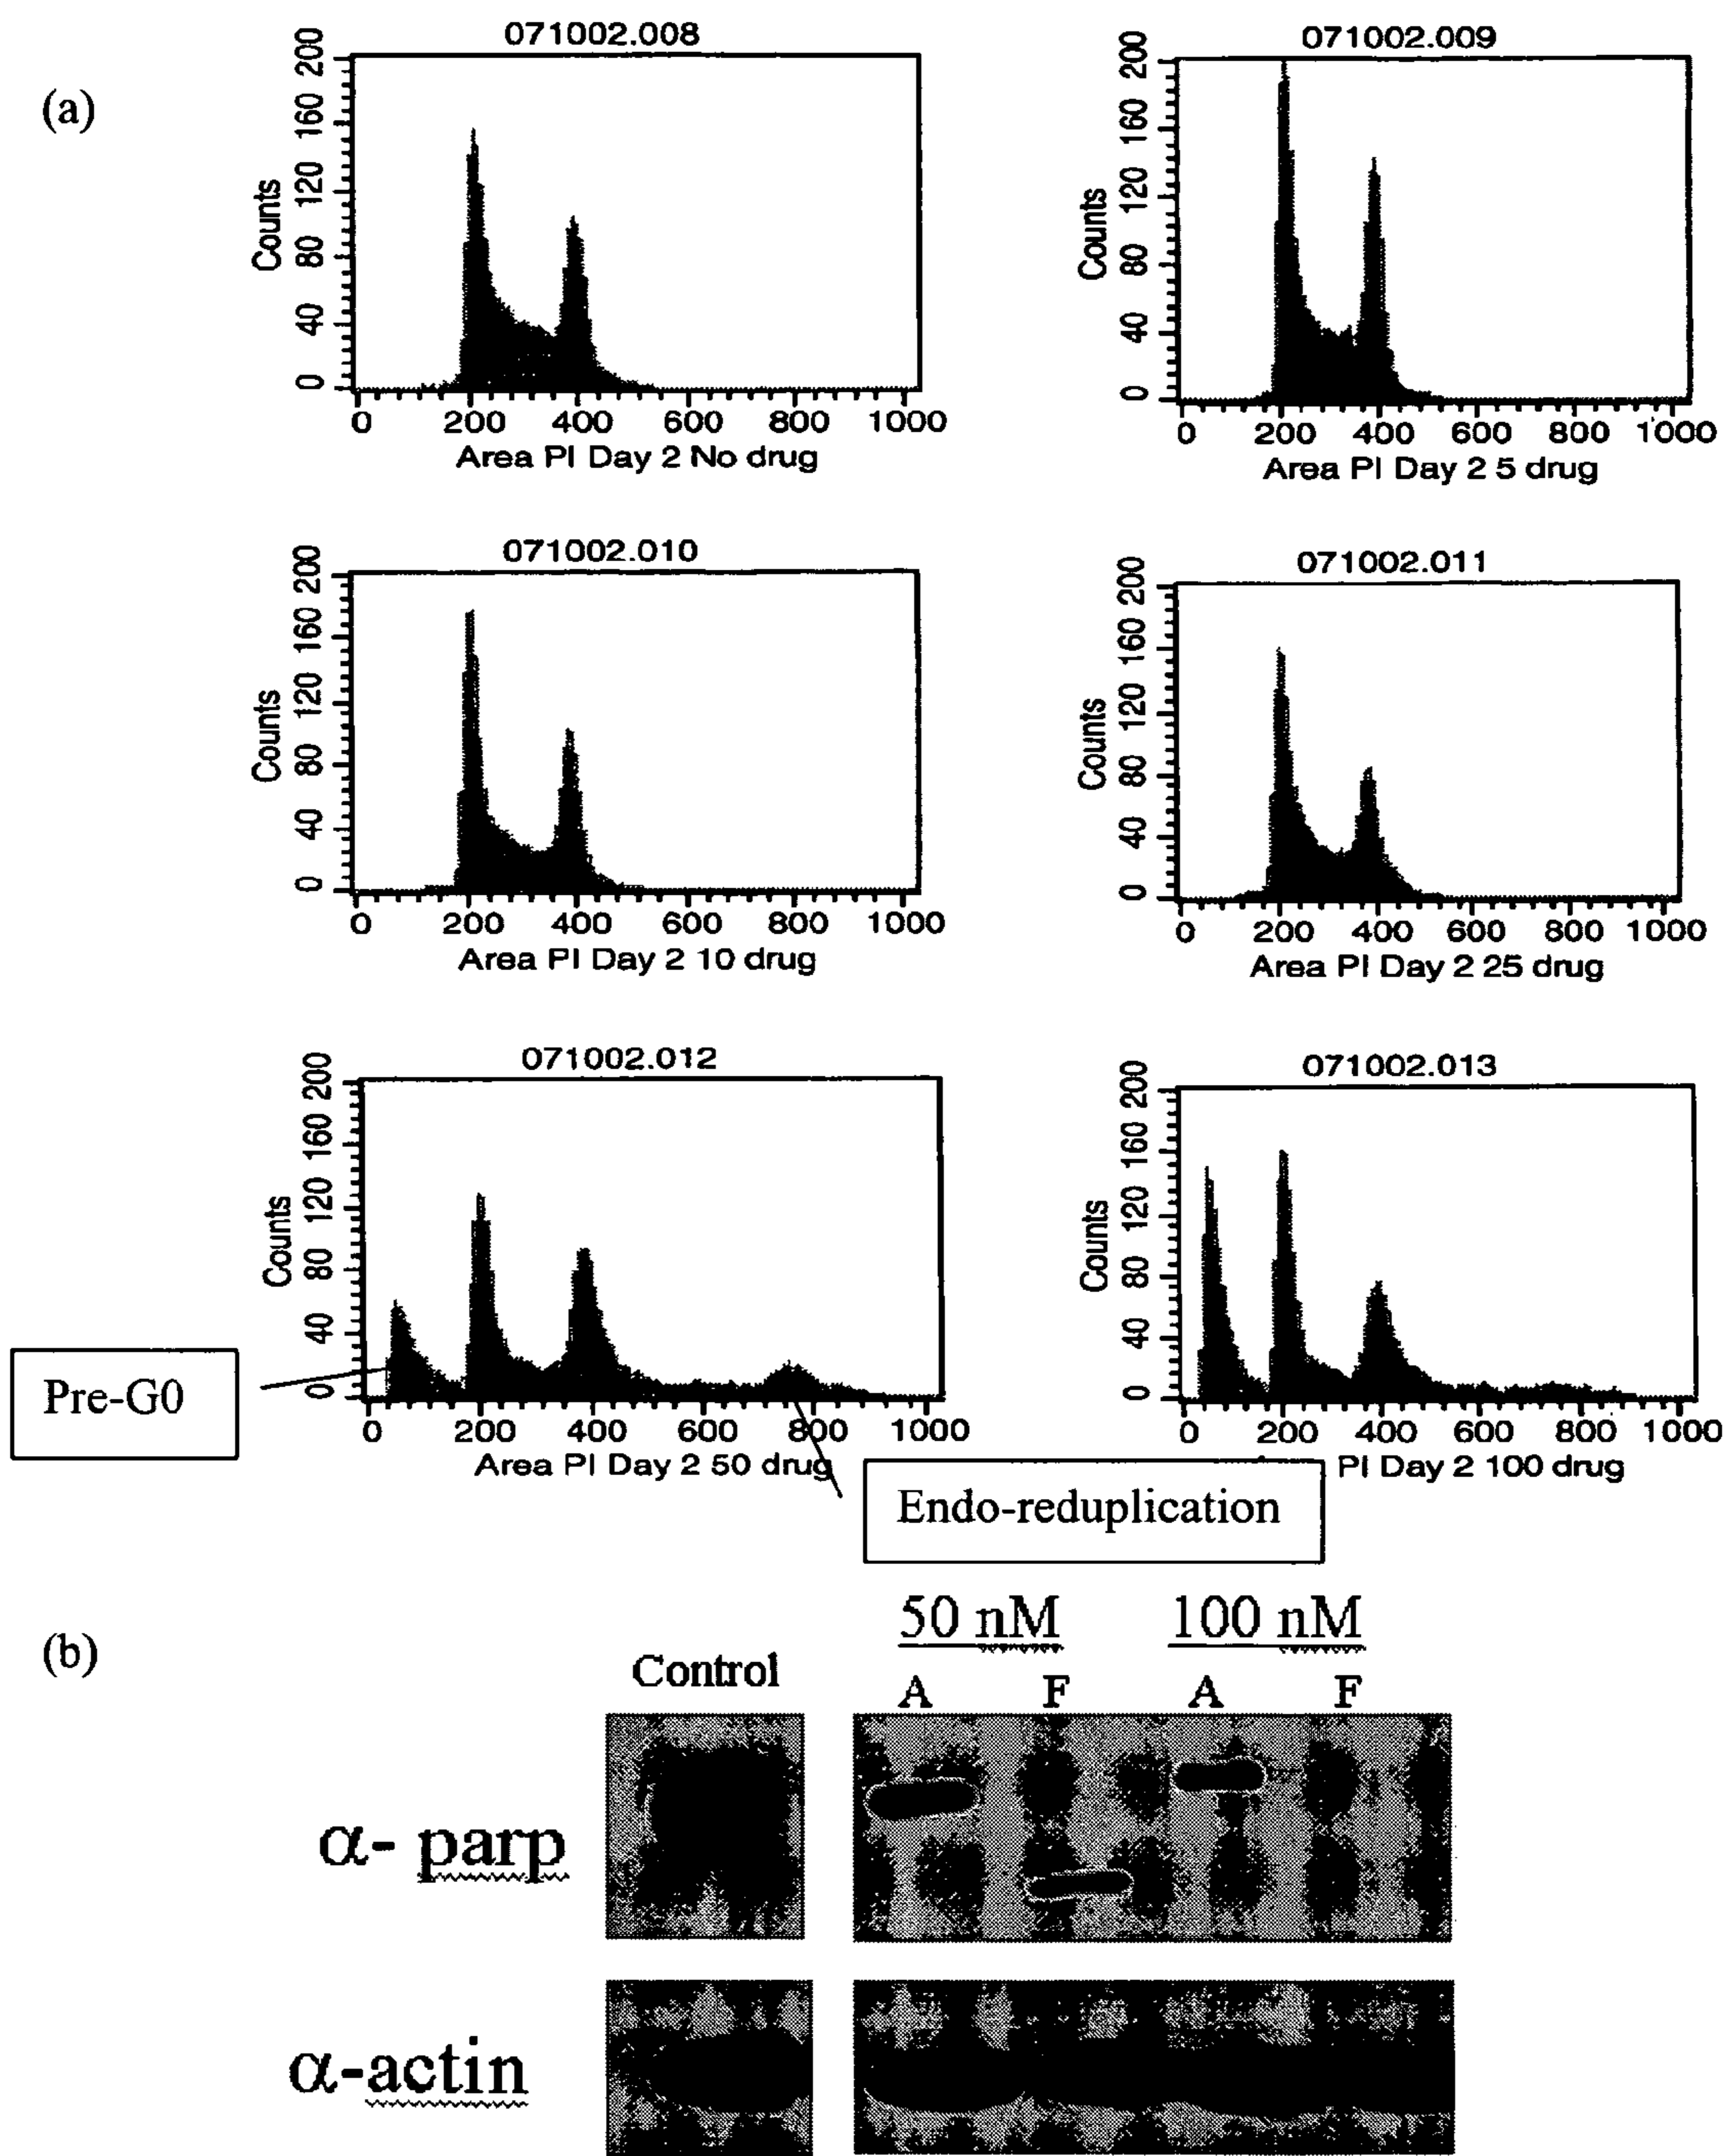 (a)
071002.008
200
160
120
80
40
0
Counts
0 200 400 600 800 1000
Area PI Day 2 No drug
071002.009
200
160
120
80
40
0
Counts
0 200 400 600 800 1000
Area PI Day 2 5 drug
071002.010
200
160
120
80
40
0
Counts
0 200 400 600 800 1000
Area PI Day 2 10 drug
071002.011
200
160
120
80
40
0
Counts
0 200 400 600 800 1000
Area PI Day 2 25 drug
071002.012
200
160
120
80
40
0
Counts
0 200 400 600 800 1000
Area PI Day 2 50 drug
Pre-G0
071002.013
200
160
120
80
40
0
Counts
0 200 400 600 800 1000
PI Day 2 100 drug
Endo-reduplication
(b)
50 nM 100 nM
Control
A F A F
α- parp
α-actin